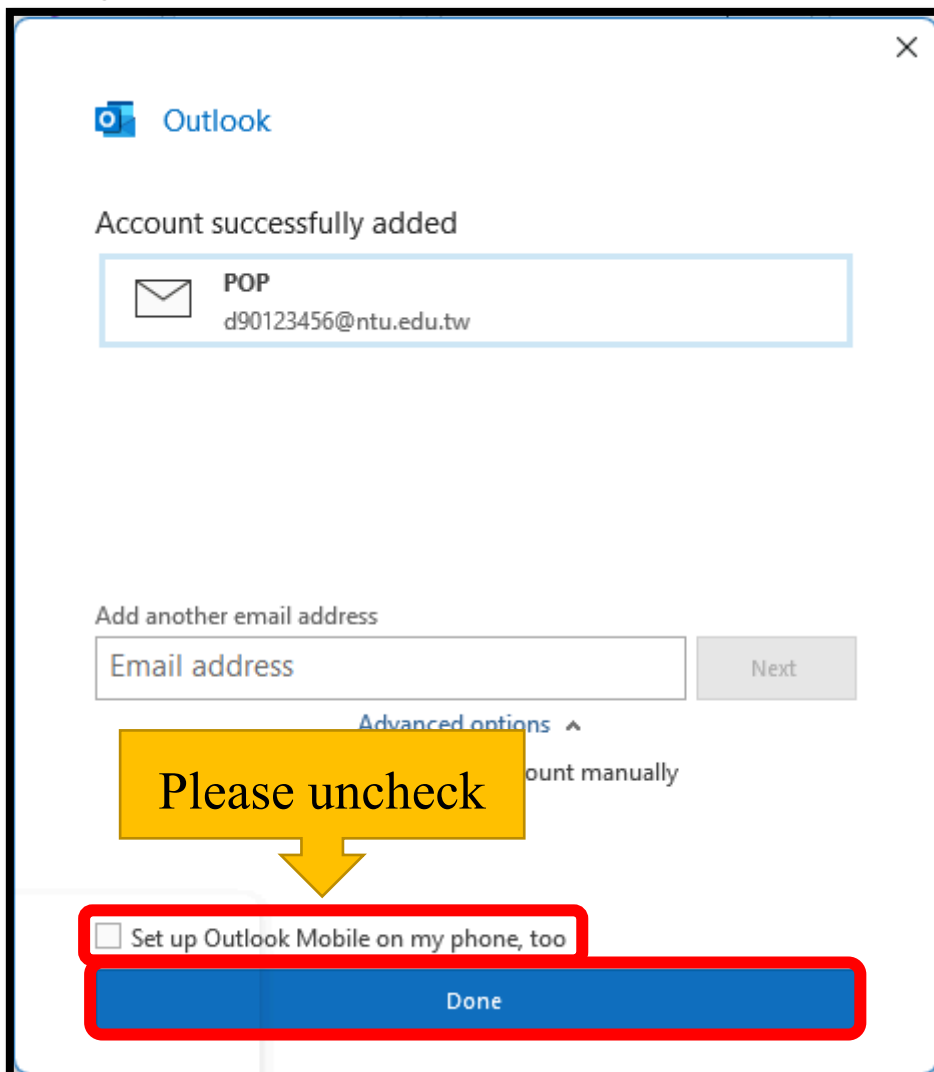 Outlook
Account successfully added
POP
d90123456@ntu.edu.tw
Add another email address
Email address
Next
Advanced options
Please uncheck
ount manually
Set up Outlook Mobile on my phone, too
Done